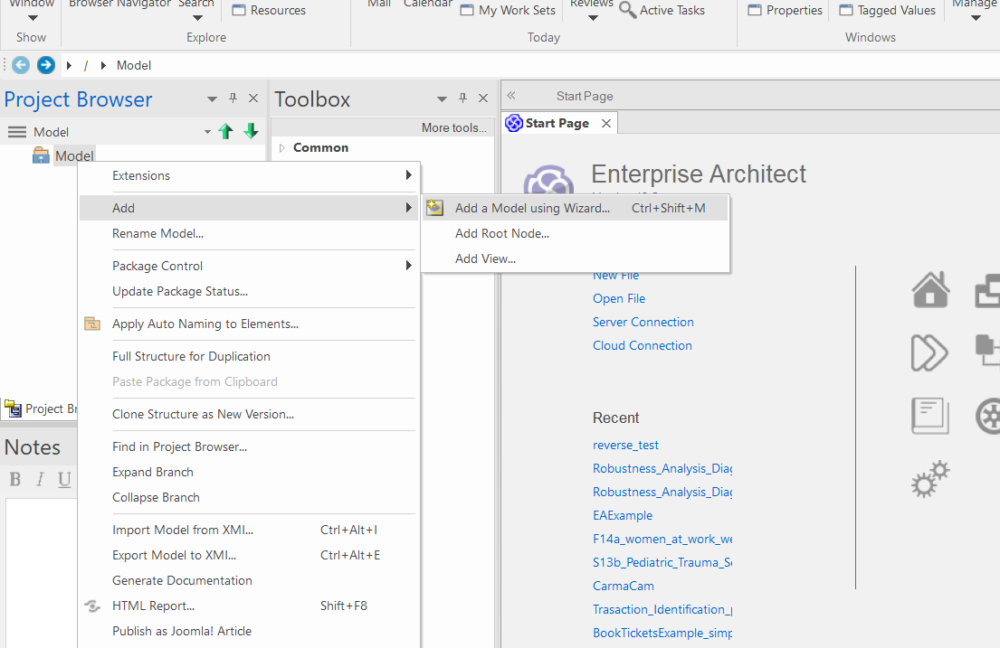 Window
Browser Navigator
Search
Resources
Mail
Calendar
My Work Sets
Reviews
Active Tasks
Properties
Tagged Values
Manage
Show
Explore
Today
Windows
/ Model
Project Browser
Model
Model
Toolbox
More tools...
Common
Start Page
Start Page
Enterprise Architect
Extensions
Add
Rename Model...
Package Control
Update Package Status...
Apply Auto Naming to Elements...
Full Structure for Duplication
Paste Package from Clipboard
Clone Structure as New Version...
Find in Project Browser...
Expand Branch
Collapse Branch
Import Model from XMI... Ctrl+Alt+I
Export Model to XMI... Ctrl+Alt+E
Generate Documentation
HTML Report... Shift+F8
Publish as Joomla! Article
Add a Model using Wizard... Ctrl+Shift+M
Add Root Node...
Add View...
New File
Open File
Server Connection
Cloud Connection
Recent
reverse_test
Robustness_Analysis_Diag
Robustness_Analysis_Diag
EAExample
F14a_women_at_work_we
S13b_Pediatric_Trauma_Se
CarmaCam
Trasaction_Identification_p
BookTicketsExample_simp
Project Br
Notes
B I U